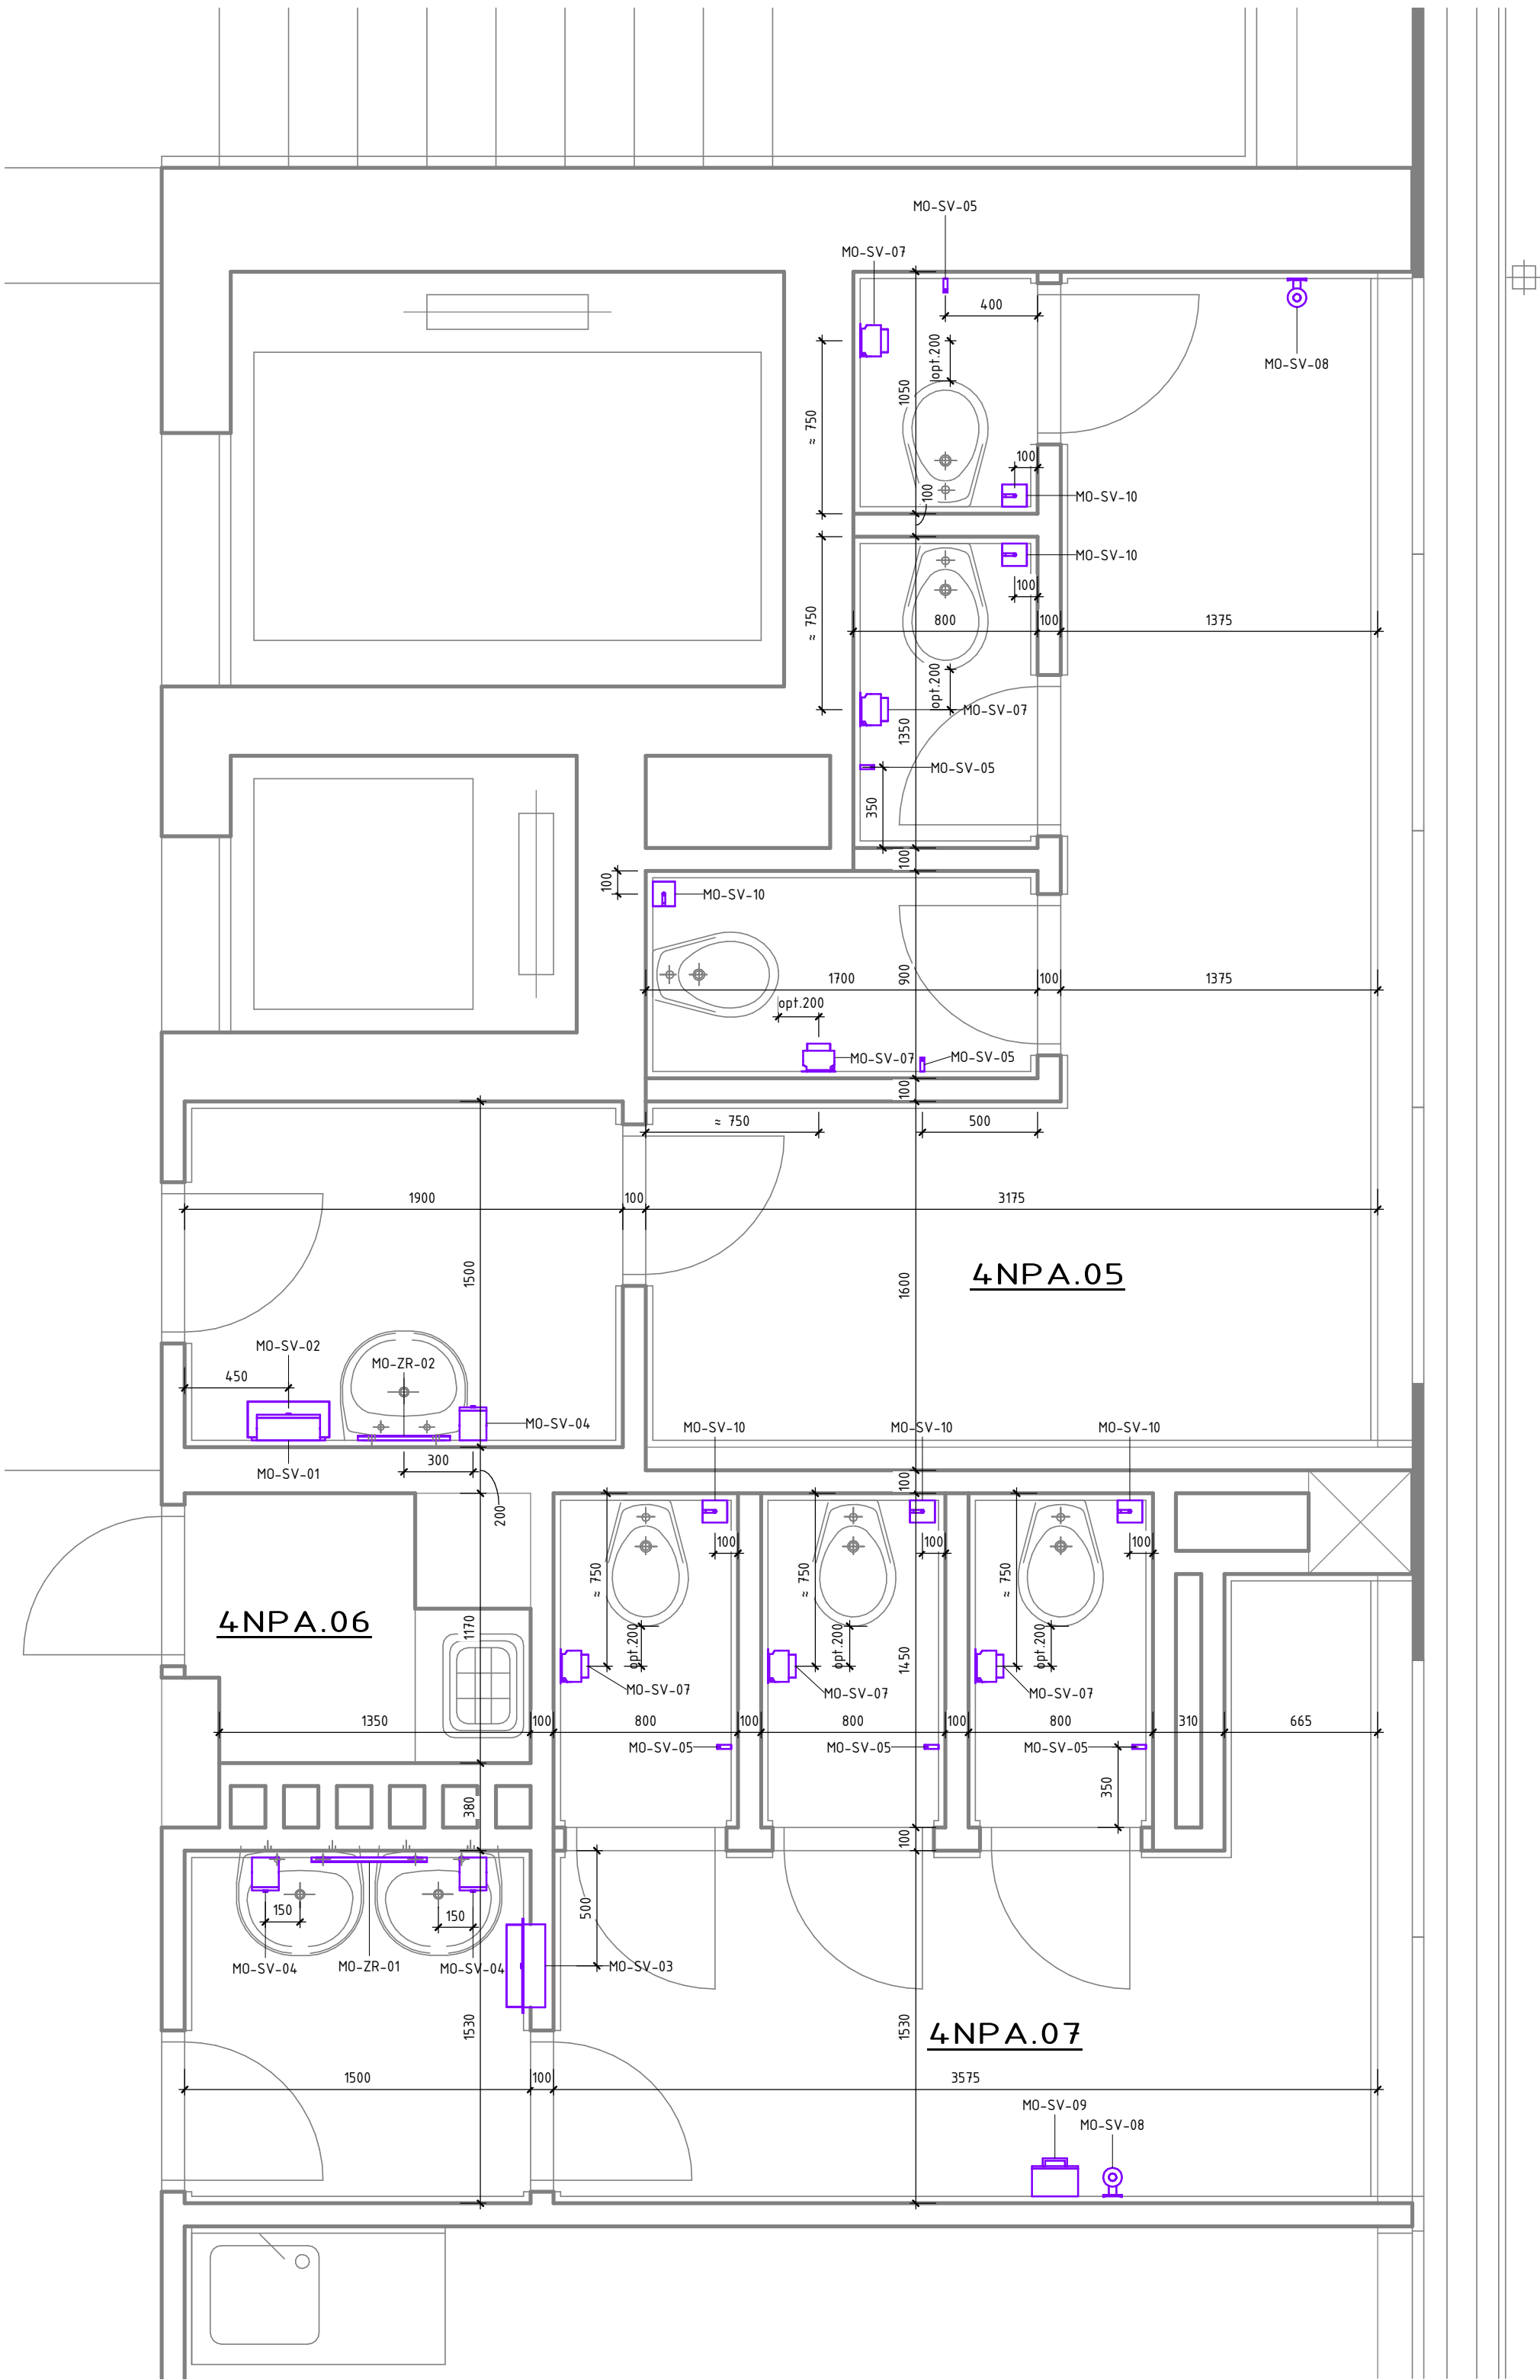 MO-SV-05
MO-SV-07
400
MO-SV-08
opt.200
1050
≈ 750
100
100
MO-SV-10
MO-SV-10
100
≈ 750
800
100
1375
opt.200
MO-SV-07
1350
MO-SV-05
350
100
100
MO-SV-10
1700
900
100
1375
opt.200
MO-SV-07
MO-SV-05
100
≈ 750
500
1900
100
3175
1500
1600
4NPA.05
MO-SV-02
MO-ZR-02
450
MO-SV-04
MO-SV-10
MO-SV-10
MO-SV-10
300
MO-SV-01
100
200
100
100
100
≈ 750
≈ 750
≈ 750
4NPA.06
1170
opt.200
opt.200
1450
opt.200
MO-SV-07
MO-SV-07
MO-SV-07
1350
100
800
100
800
100
800
310
665
MO-SV-05
MO-SV-05
MO-SV-05
350
380
100
500
150
150
MO-SV-04
MO-ZR-01
MO-SV-04
MO-SV-03
1530
1530
4NPA.07
1500
100
3575
MO-SV-09
MO-SV-08